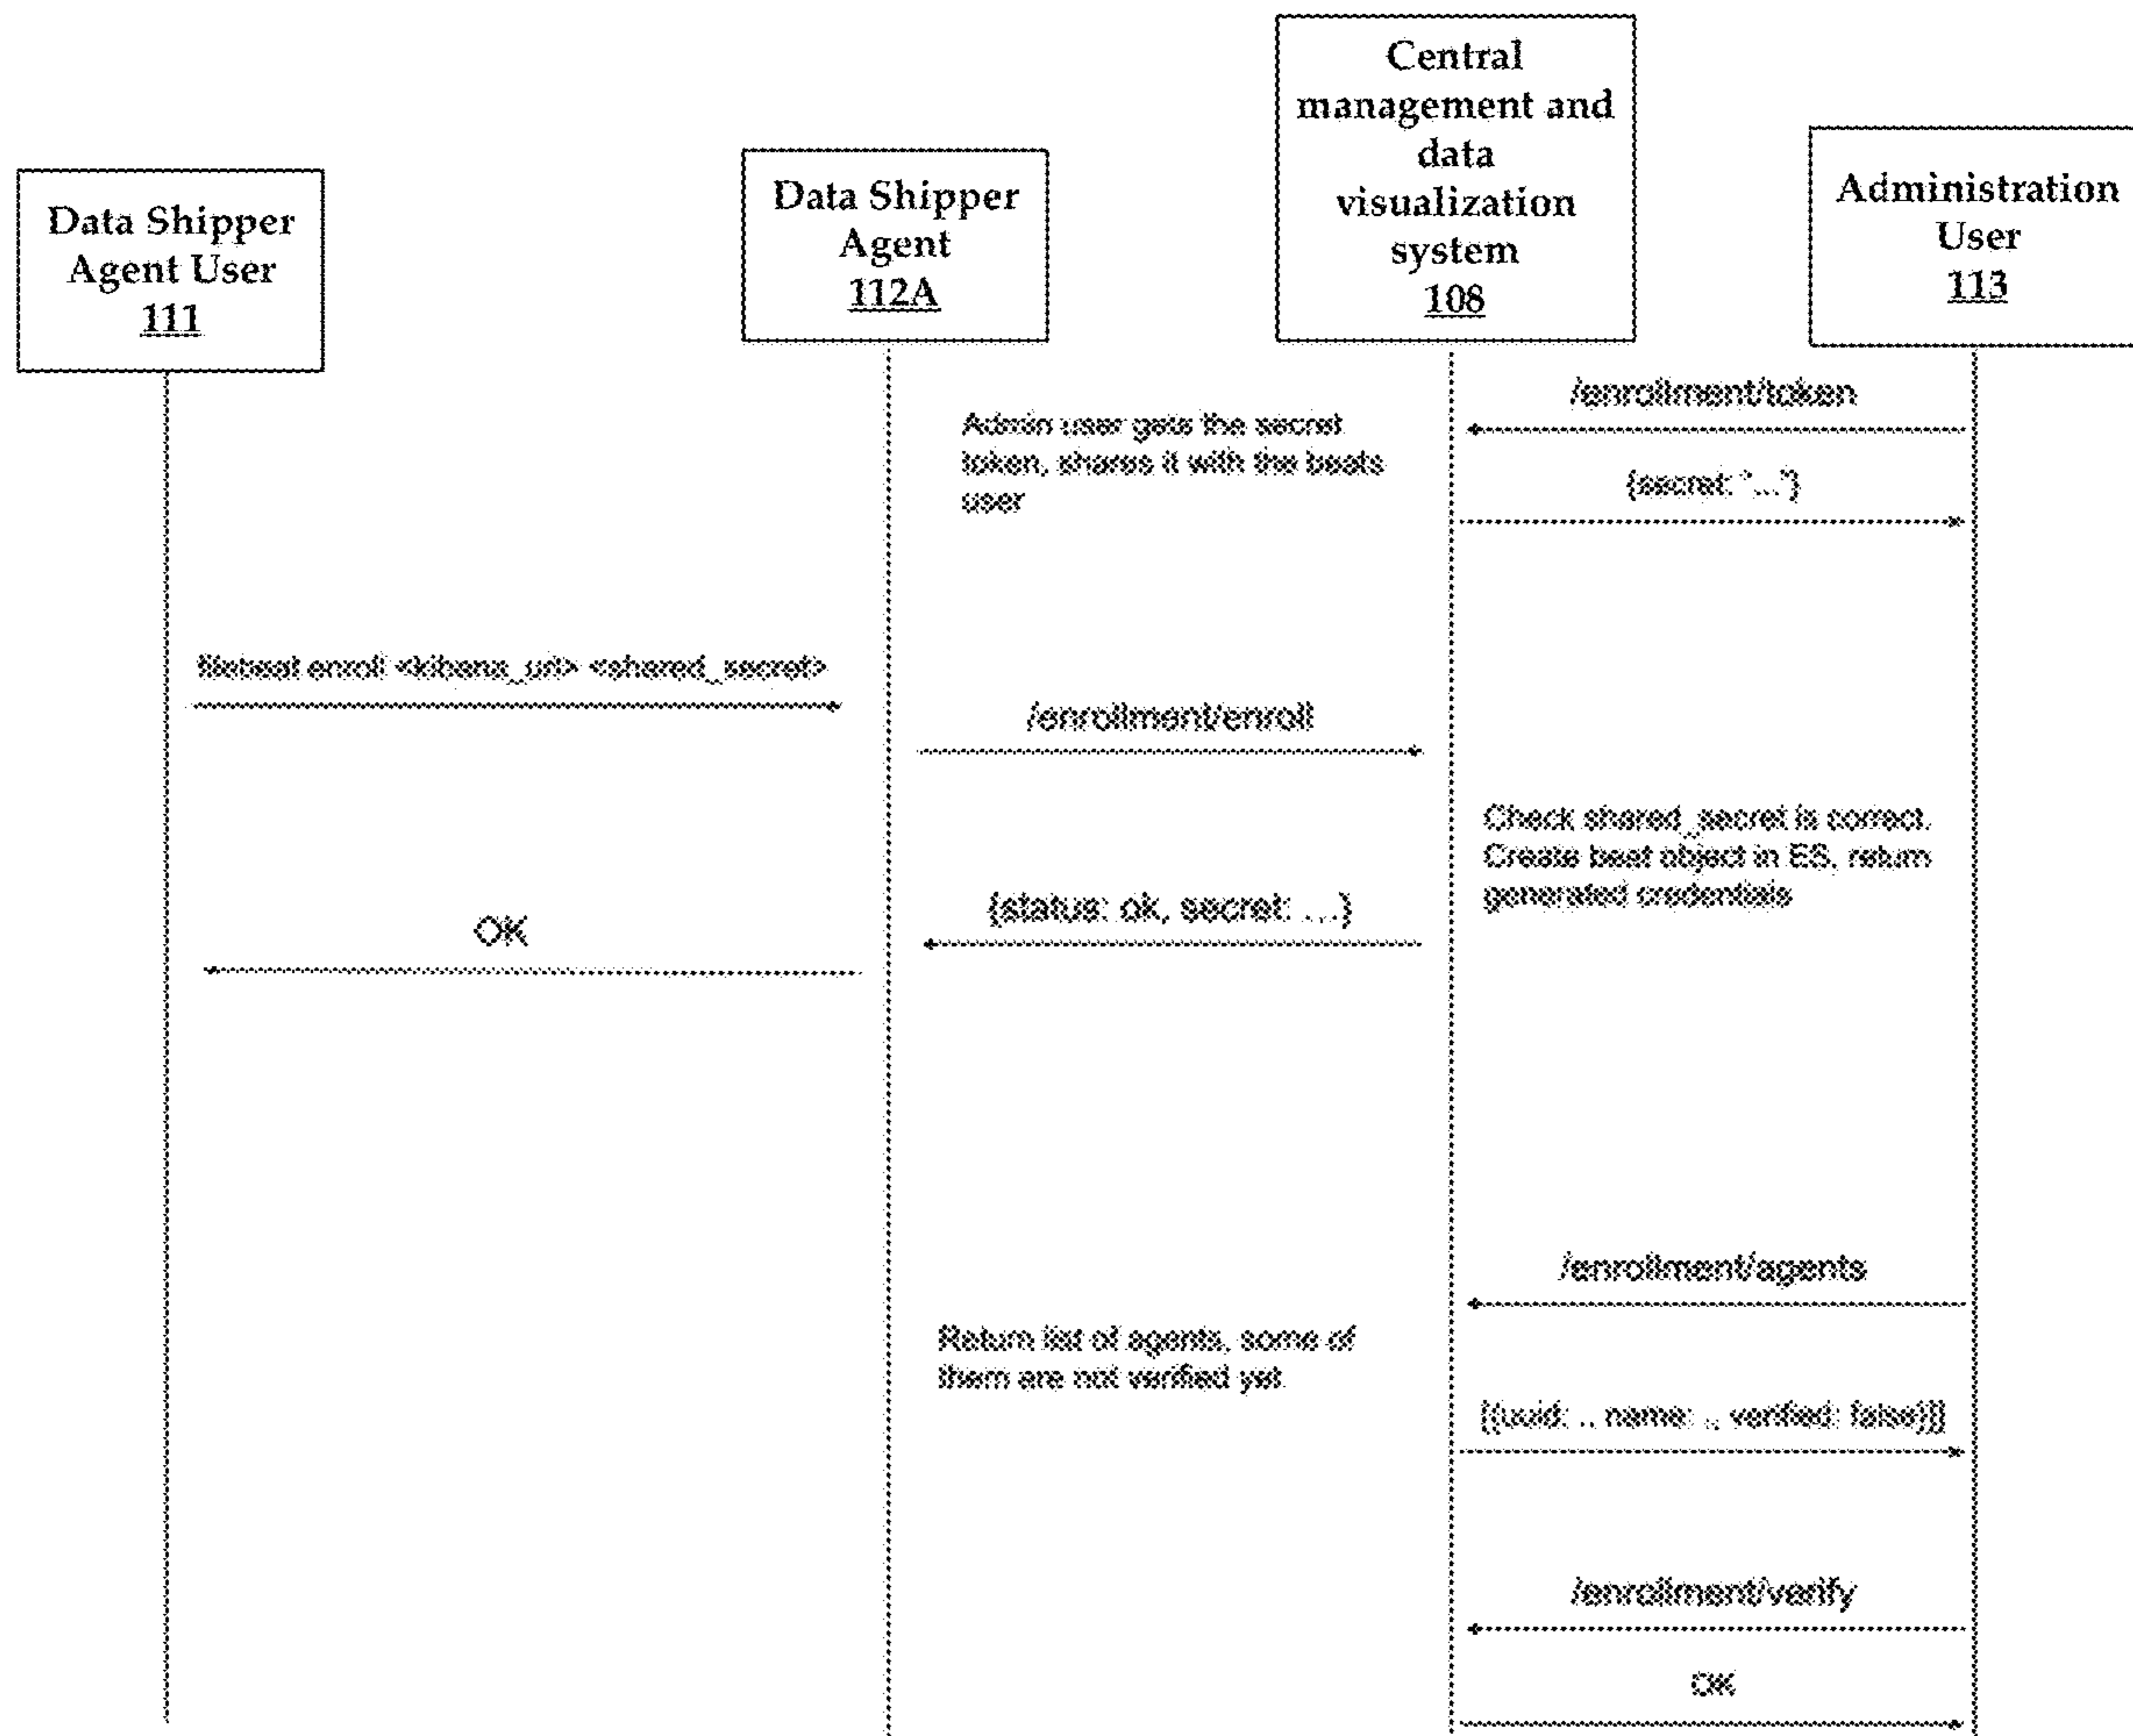 Data Shipper
Agent User
111
Data Shipper
Agent
112A
Central
management and
data
visualization
system
108
Administration
User
113
/enrollment/token
Admin user gets the secret
token, shares it with the beats
user
{secret: "..."}
filebeat enroll <kibana_url> <shared_secret>
/enrollment/enroll
Check shared_secret is correct.
Create beat object in ES, return
generated credentials
{status: ok, secret: ...}
OK
/enrollment/agents
Return list of agents, some of
them are not verified yet
[{uuid: .., name: .., verified: false}]]
/enrollment/verify
OK